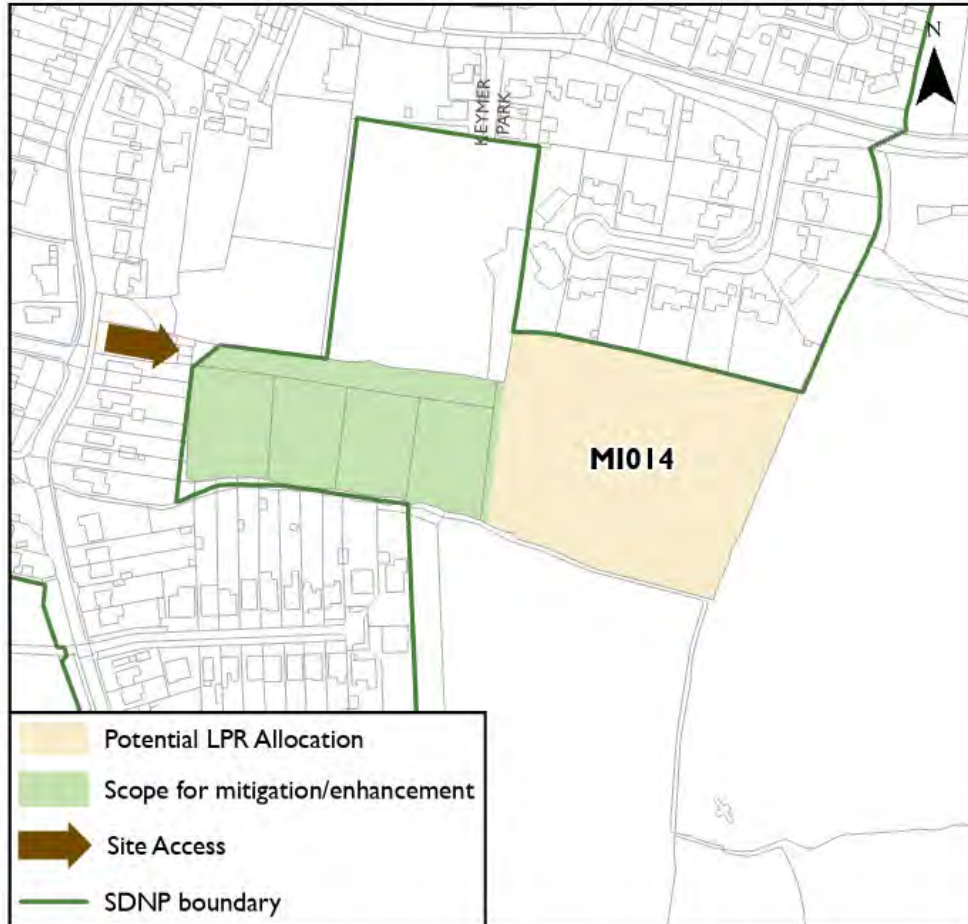 N
KEYMER
PARK
MI014
Potential LPR Allocation
Scope for mitigation/enhancement
Site Access
SDNP boundary